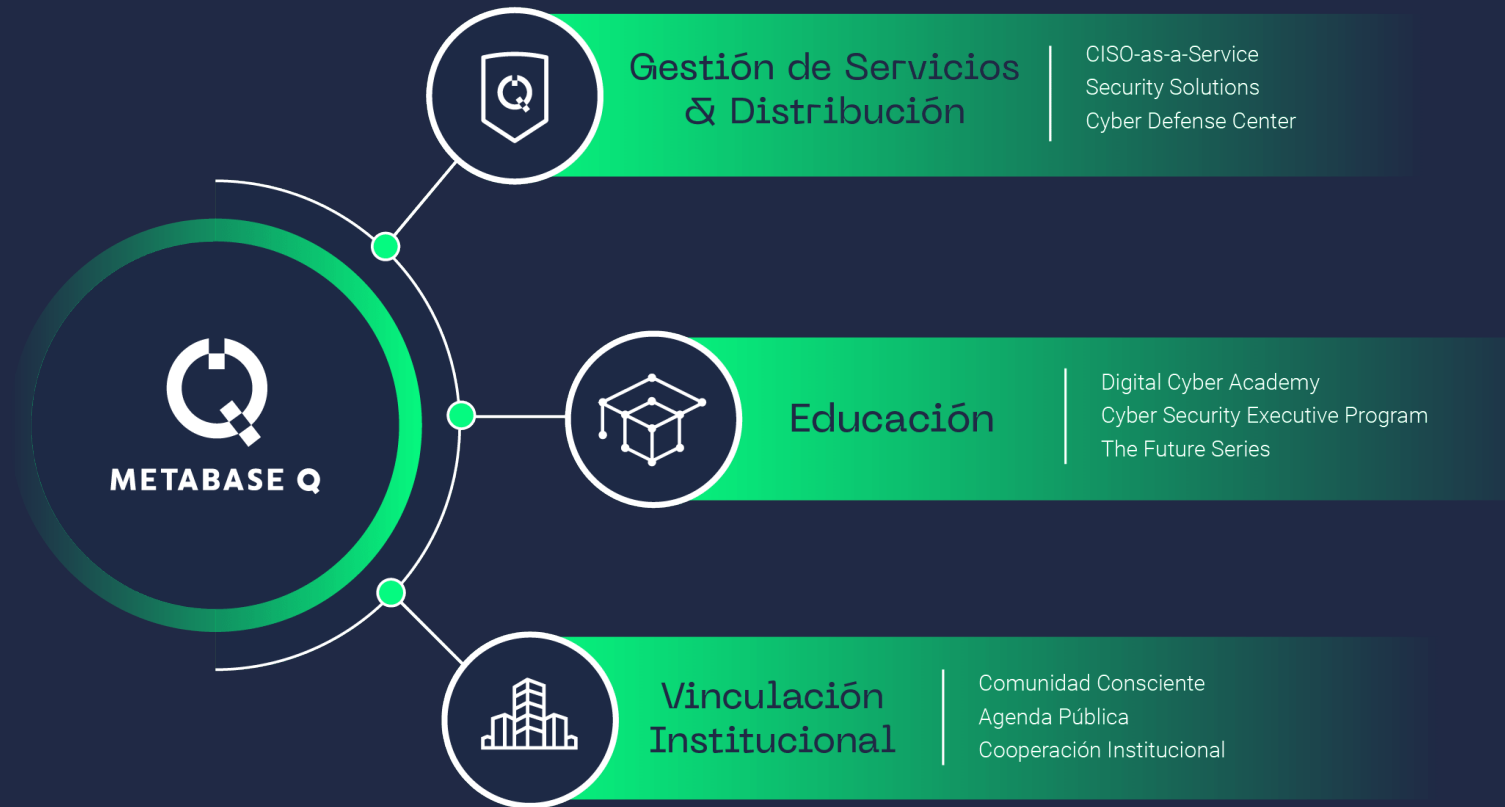 METABASE Q
Gestión de Servicios
& Distribución
CISO-as-a-Service
Security Solutions
Cyber Defense Center
Educación
Digital Cyber Academy
Cyber Security Executive Program
The Future Series
Vinculación
Institucional
Comunidad Consciente
Agenda Pública
Cooperación Institucional